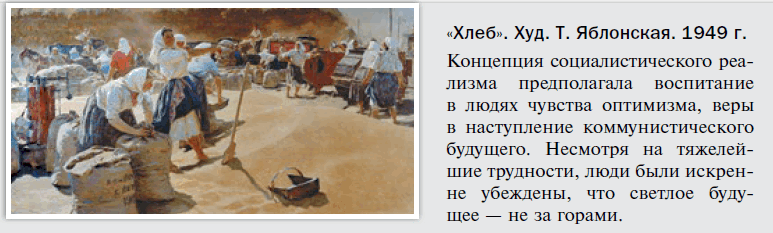 «Хлеб». Худ. Т. Яблонская. 1949 г.
Концепция социалистического реа-
лизма предполагала воспитание
в людях чувства оптимизма, веры
в наступление коммунистического
будущего. Несмотря на тяжелей-
шие трудности, люди были искрен-
не убеждены, что светлое буду-
щее — не за горами.